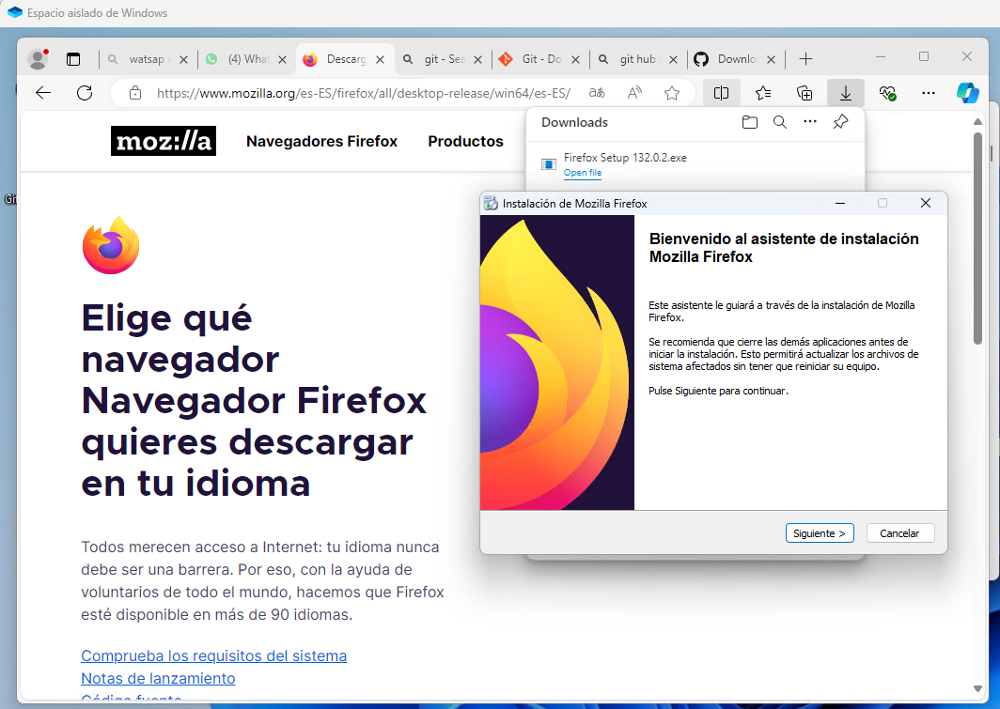 Espacio aislado de Windows
watsap
(4) What
Descarg
git - Sea
Git - Do
git hub
Downlo
https://www.mozilla.org/es-ES/firefox/all/desktop-release/win64/es-ES/
moz://a
Navegadores Firefox
Productos
Downloads
Firefox Setup 132.0.2.exe
Open file
Git
Instalación de Mozilla Firefox
Bienvenido al asistente de instalación
Mozilla Firefox
Este asistente le guiará a través de la instalación de Mozilla
Firefox.
Se recomienda que cierre las demás aplicaciones antes de
iniciar la instalación. Esto permitirá actualizar los archivos de
sistema afectados sin tener que reiniciar su equipo.
Pulse Siguiente para continuar.
Siguiente >
Cancelar
Elige qué
navegador
Navegador Firefox
quieres descargar
en tu idioma
Todos merecen acceso a Internet: tu idioma nunca
debe ser una barrera. Por eso, con la ayuda de
voluntarios de todo el mundo, hacemos que Firefox
esté disponible en más de 90 idiomas.
Comprueba los requisitos del sistema
Notas de lanzamiento
Código fuente